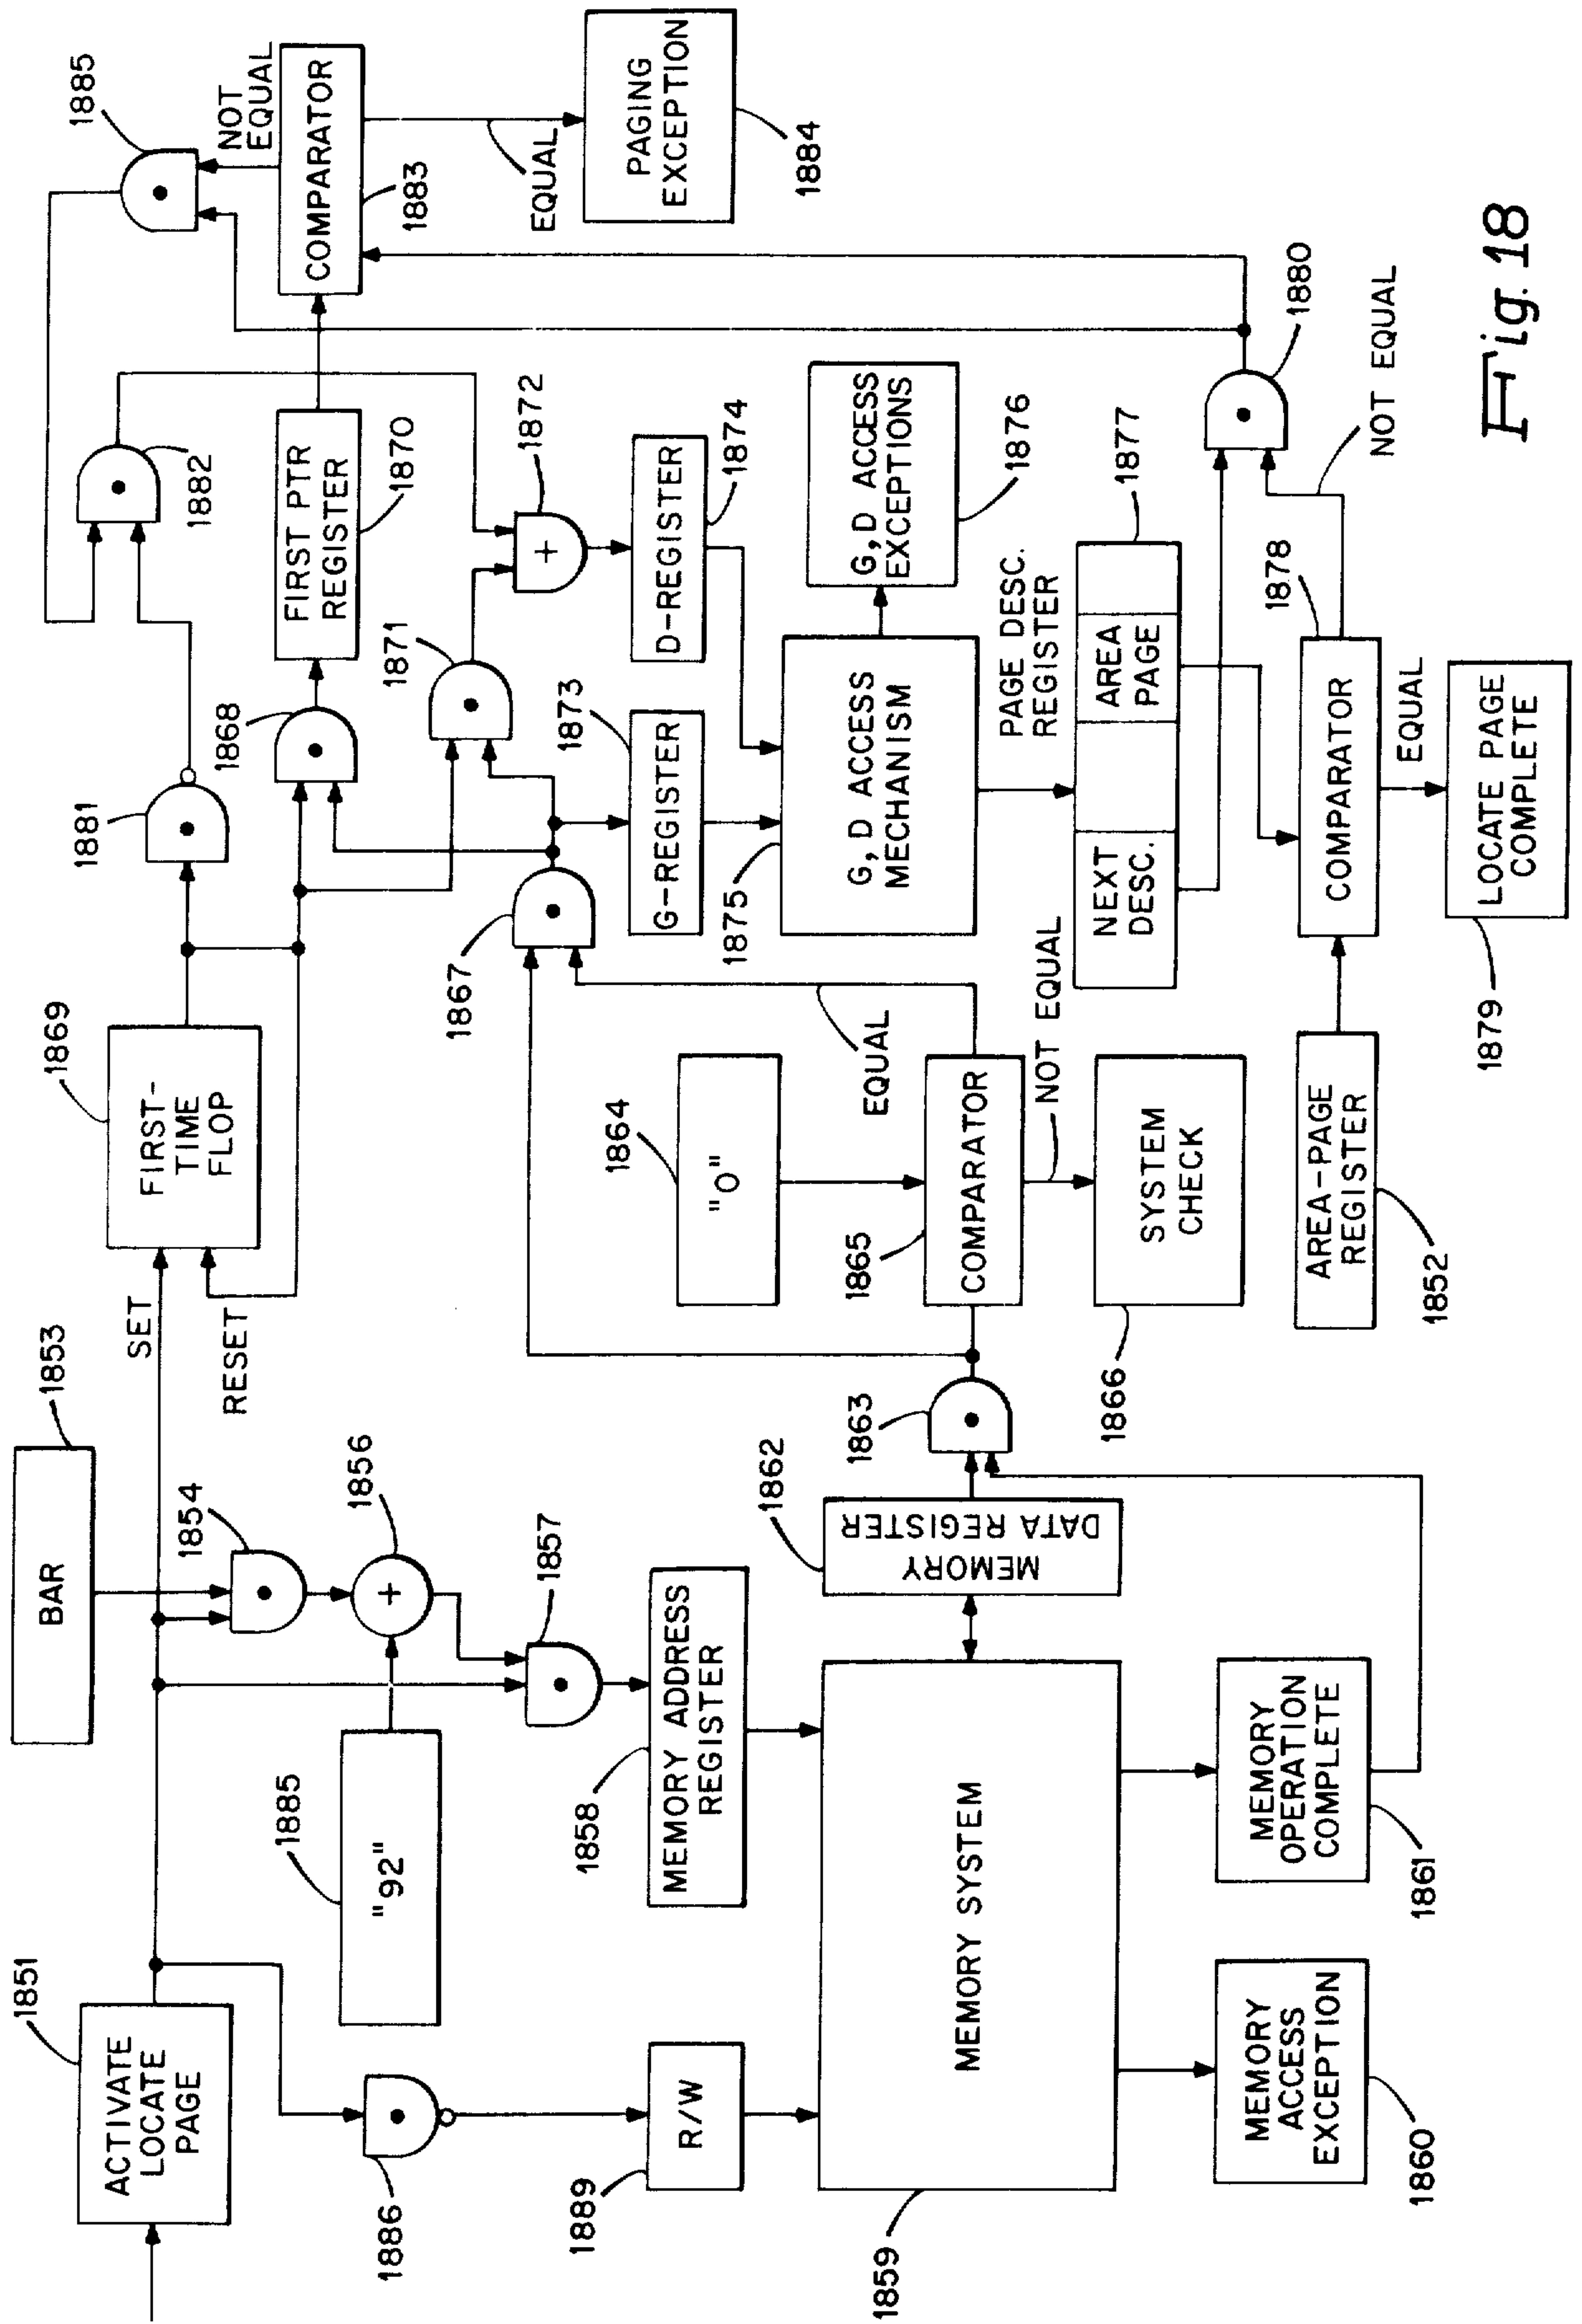 1851
ACTIVATE
LOCATE
PAGE
BAR
1853
SET
RESET
1869
FIRST-
TIME
FLOP
1881
1868
1882
1885
NOT
EQUAL
1854
1856
1857
1885
"92"
1886
1889
R/W
1858
MEMORY ADDRESS
REGISTER
1859
MEMORY SYSTEM
1862
MEMORY
DATA REGISTER
1863
1860
MEMORY
ACCESS
EXCEPTION
1861
MEMORY
OPERATION
COMPLETE
1864
"0"
1865
COMPARATOR
EQUAL
NOT EQUAL
1866
SYSTEM
CHECK
1867
FIRST PTR
REGISTER
1870
1871
1872
1873
G-REGISTER
D-REGISTER
1874
1875
G,D ACCESS
MECHANISM
G,D ACCESS
EXCEPTIONS
1876
PAGE DESC.
REGISTER
1877
NEXT
DESC.
AREA
PAGE
1852
AREA-PAGE
REGISTER
1878
COMPARATOR
EQUAL
NOT EQUAL
1879
LOCATE PAGE
COMPLETE
1880
COMPARATOR
1883
EQUAL
PAGING
EXCEPTION
1884
Fig. 18